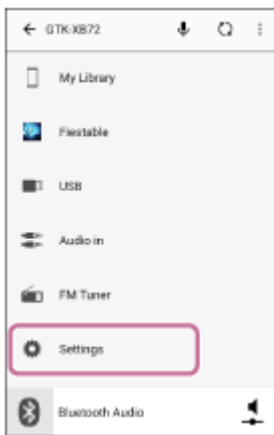 GTK-XB72
My Library
Fiestable
USB
Audio in
FM Tuner
Settings
Bluetooth Audio